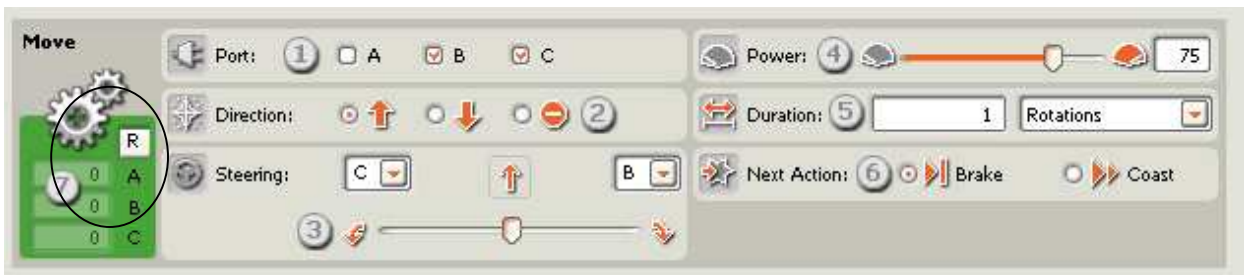 Move
Port: 1 A B C
Direction: 2
Steering: C B
3
Power: 4 75
Duration: 5 1 Rotations
Next Action: 6 Brake Coast
R
7 0 A
0 B
0 C